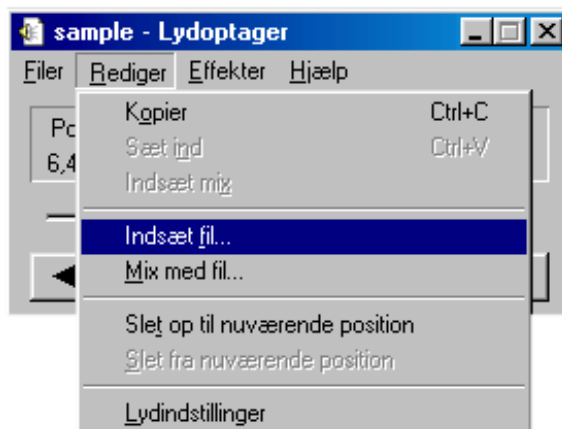 sample - Lydoptager
Filer Rediger Effekter Hjælp
Kopier Ctrl+C
Sæt ind Ctrl+V
Indsæt mix
Indsæt fil...
Mix med fil...
Slet op til nuværende position
Slet fra nuværende position
Lydindstillinger